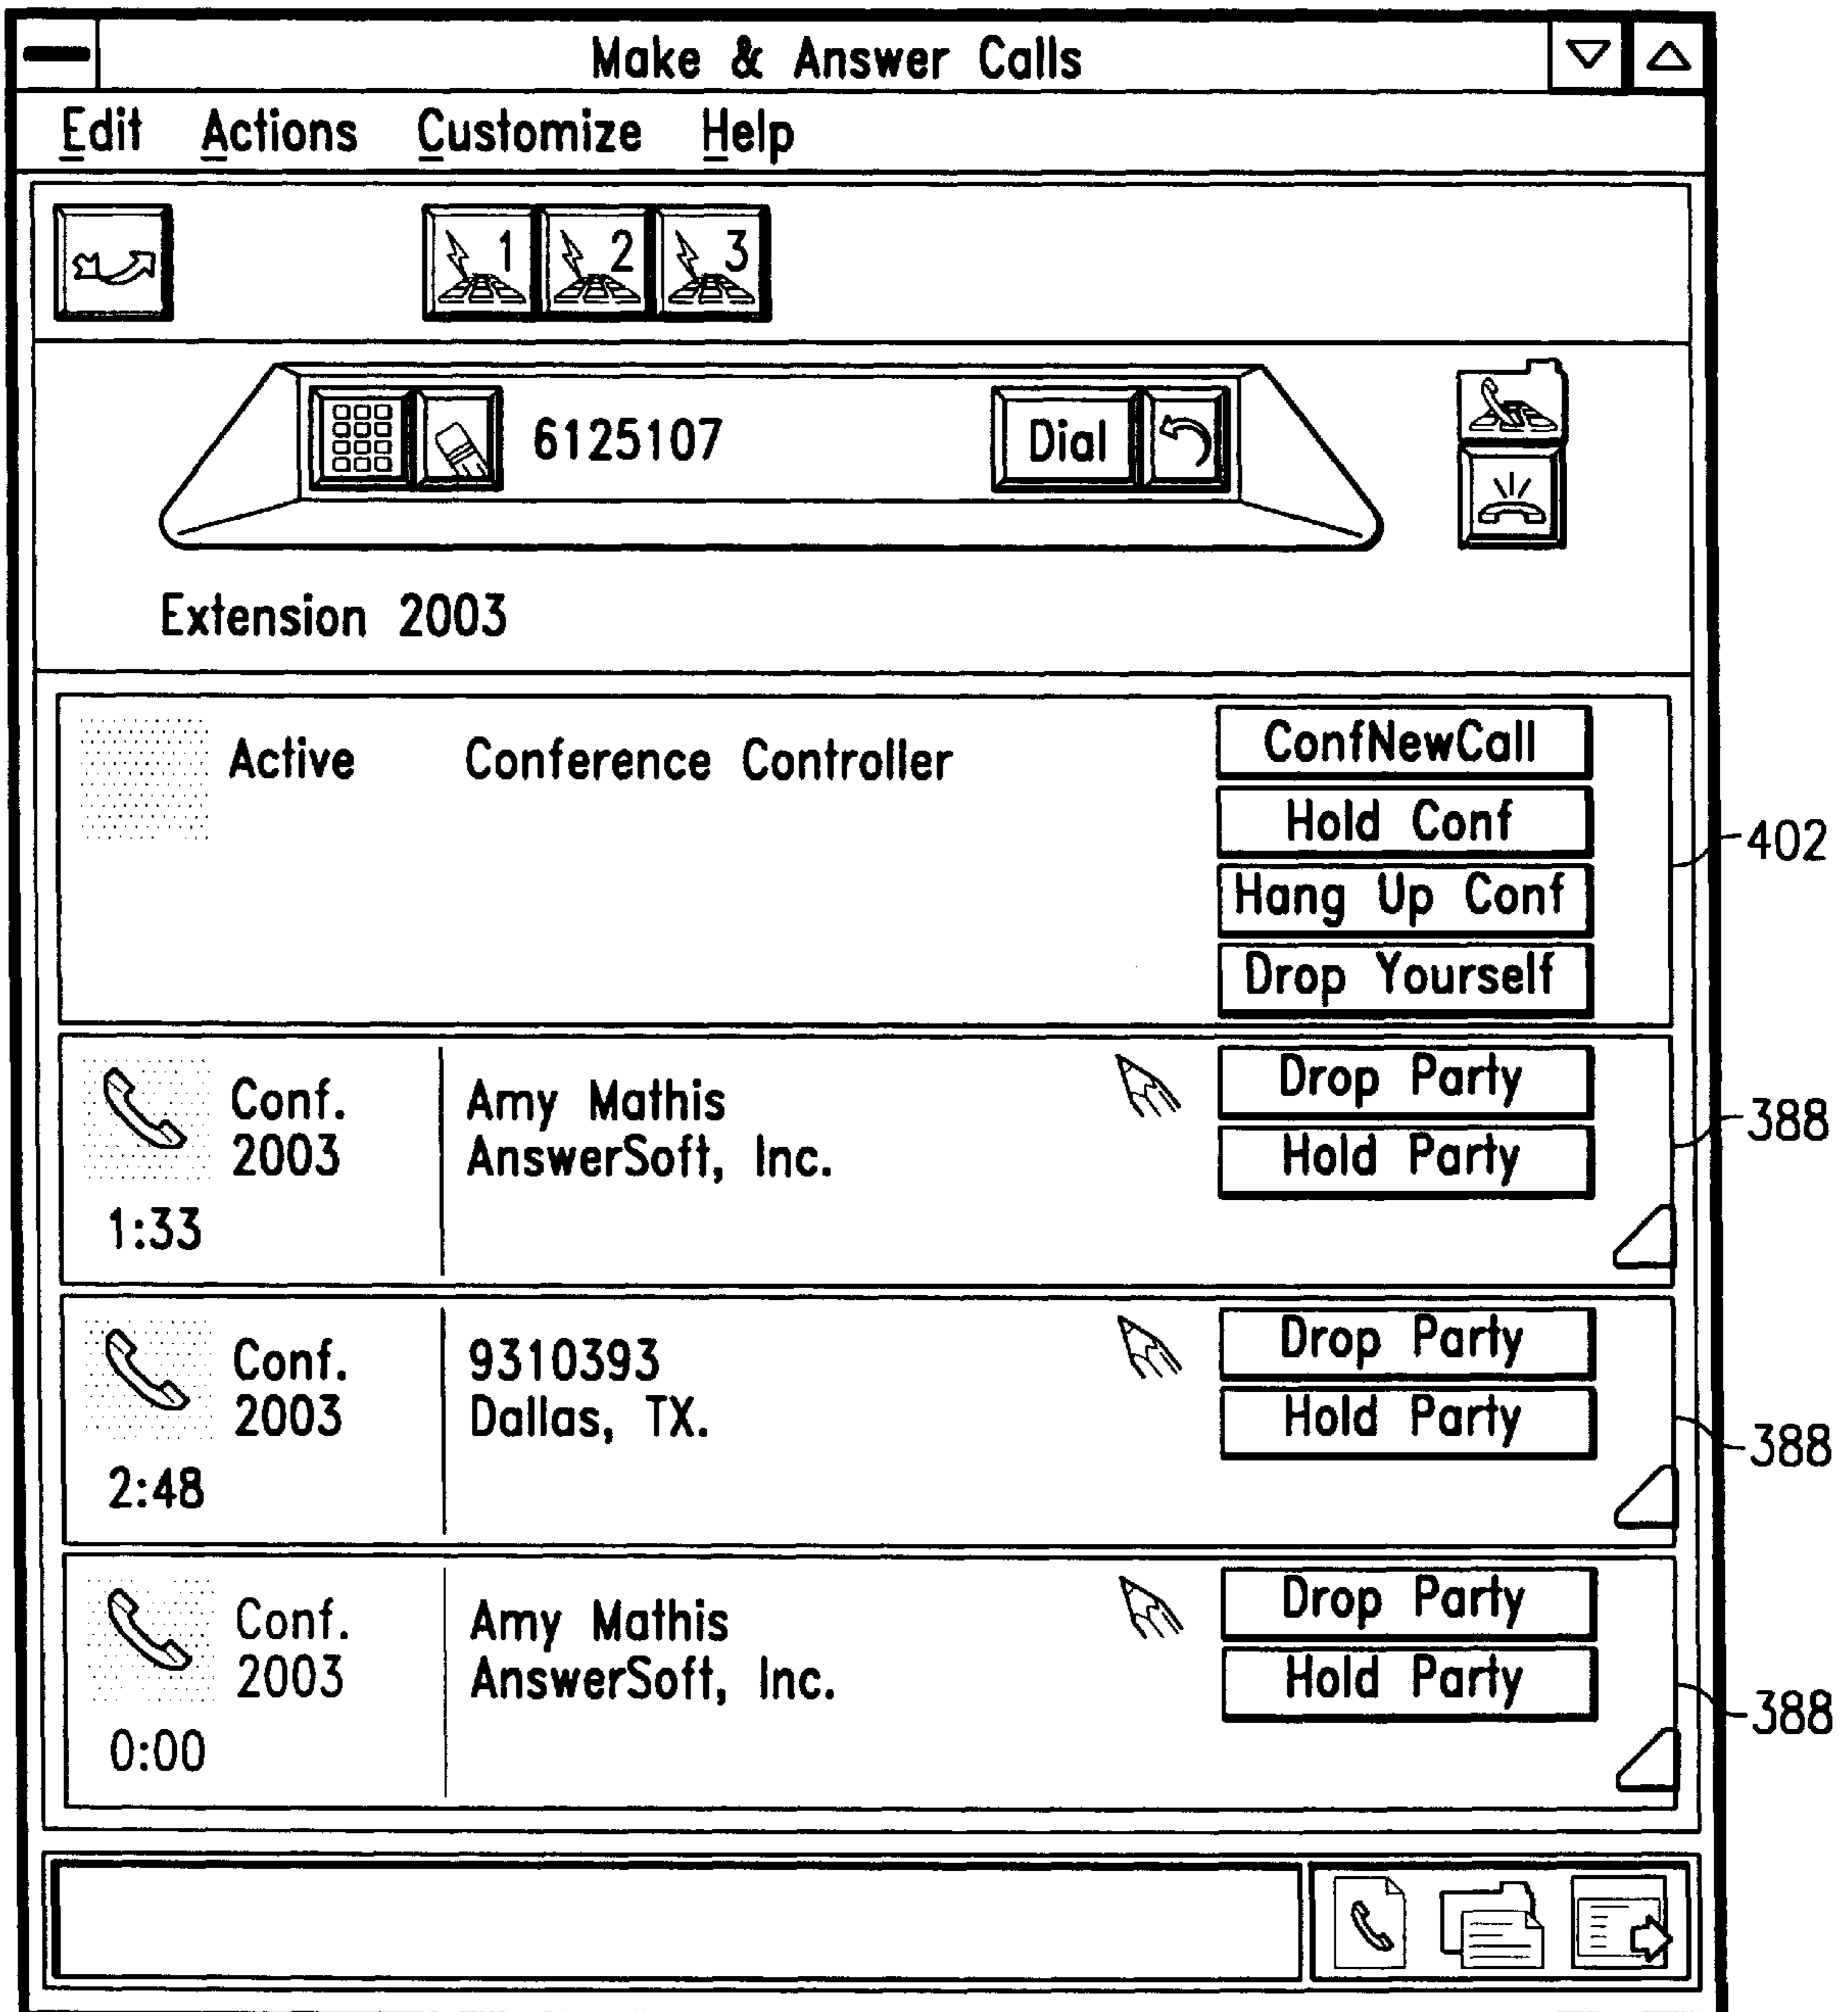 Make & Answer Calls
Edit Actions Customize Help
1 2 3
6125107 Dial
Extension 2003
Active Conference Controller
ConfNewCall
Hold Conf
402
Hang Up Conf
Drop Yourself
Conf. Amy Mathis Drop Party
388
2003 AnswerSoft, Inc. Hold Party
1:33
Conf. 9310393 Drop Party
2003 Dallas, TX. Hold Party
388
2:48
Conf. Amy Mathis Drop Party
2003 AnswerSoft, Inc. Hold Party
388
0:00